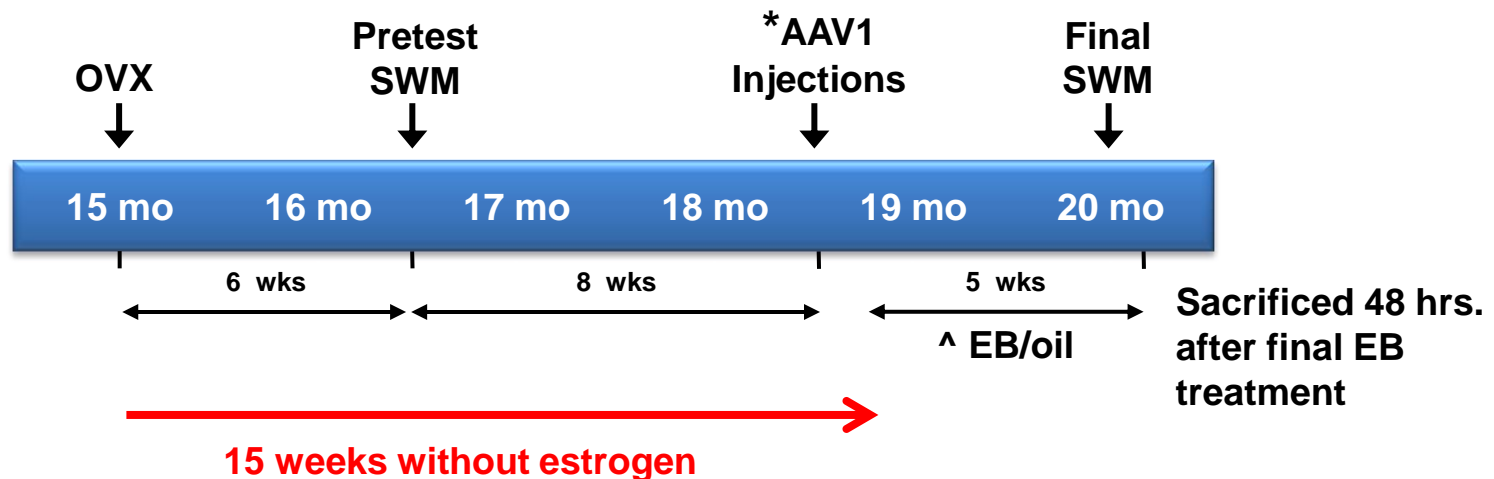 OVX
Pretest
SWM
*AAV1
Injections
Final
SWM
15 mo
16 mo
17 mo
18 mo
19 mo
20 mo
6 wks
8 wks
5 wks
^ EB/oil
Sacrificed 48 hrs.
after final EB
treatment
15 weeks without estrogen